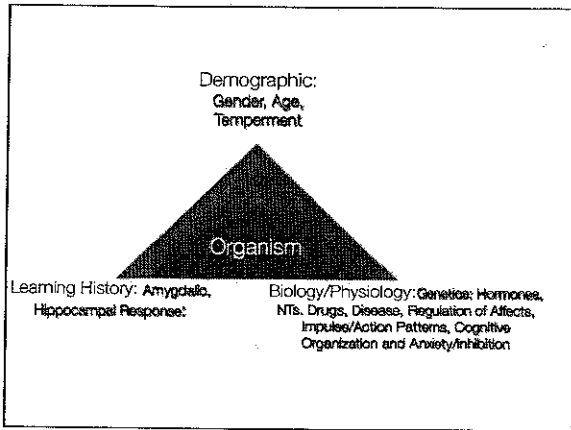 Demographic:
Gender, Age,
Temperment
Organism
Learning History: Amygdalic,
Hippocampal Response:
Biology/Physiology: Genetics: Hormones,
NTs. Drugs, Disease, Regulation of Affects,
Impulse/Action Patterns, Cognitive
Organization and Anxiety/Inhibition